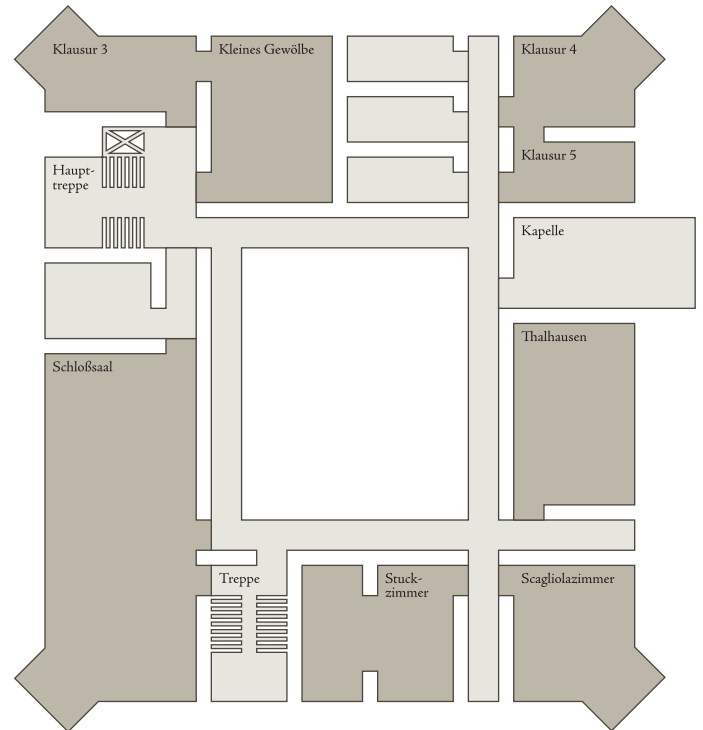 Klausur 3
Kleines Gewölbe
Klausur 4
Klausur 5
Haupt-
treppe
Kapelle
Thalhausen
Schloßsaal
Treppe
Stuck-
zimmer
Scagliolazimmer